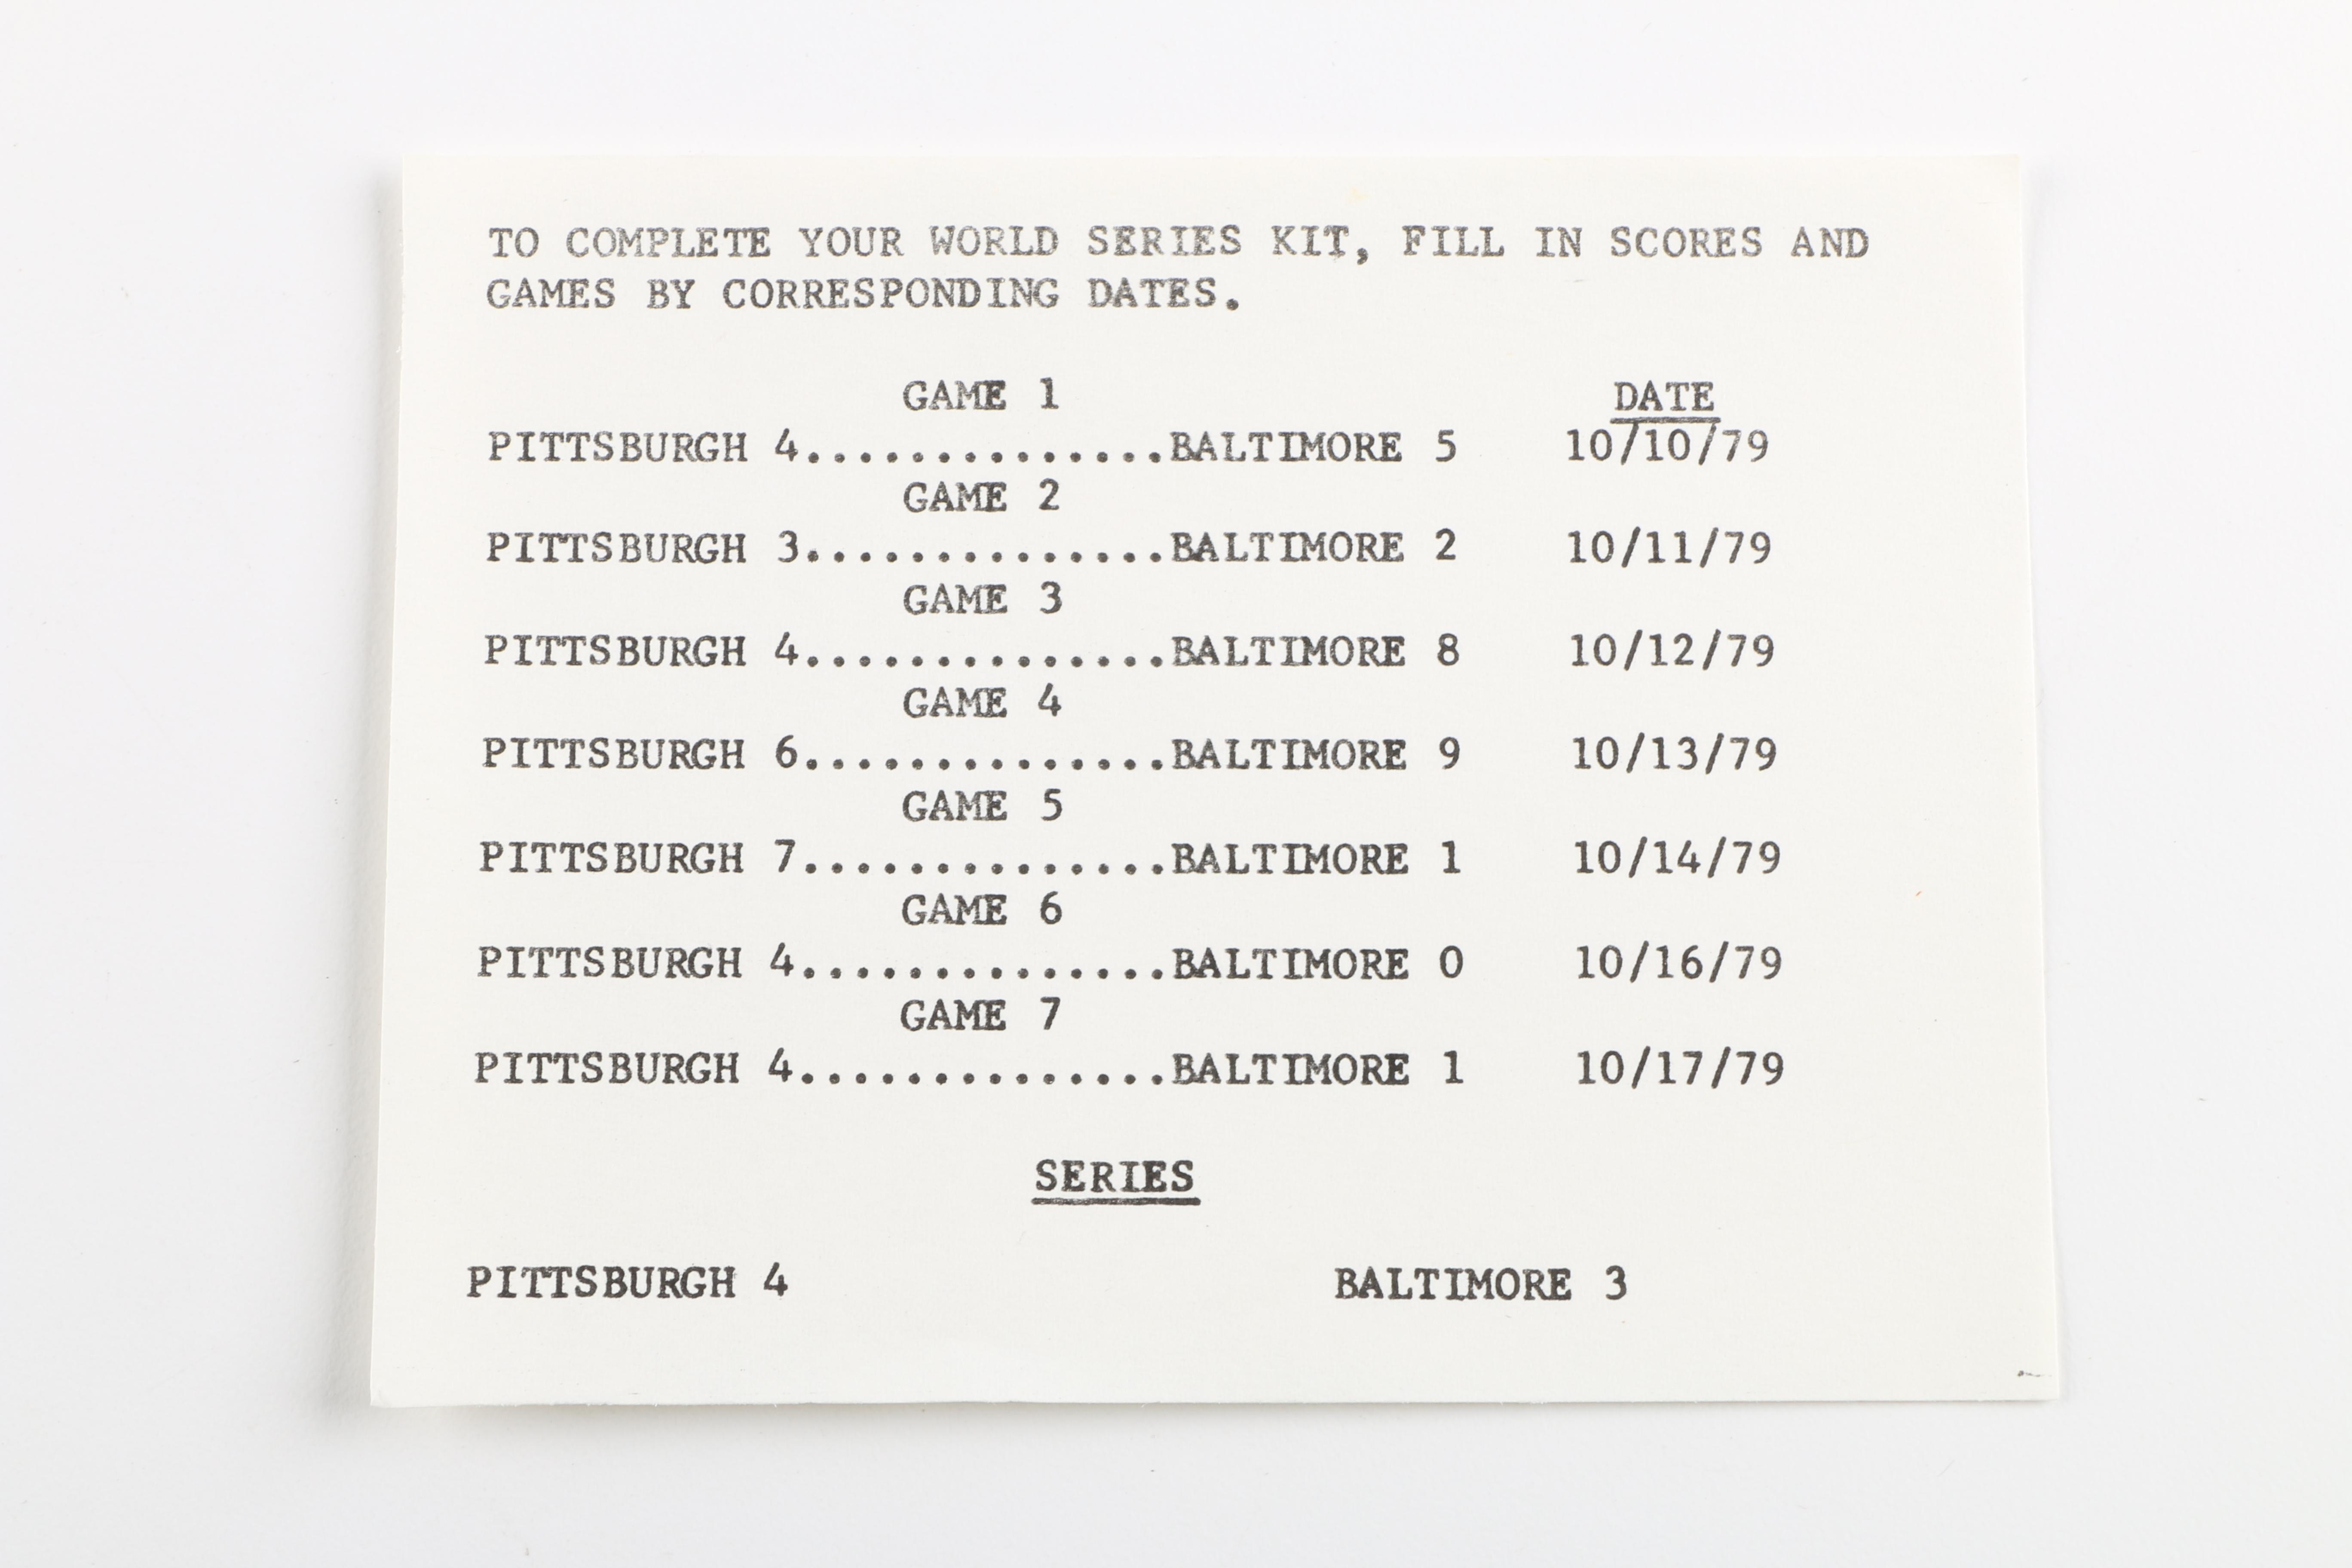 TO COMPLETE YOUR WORLD SERIES KIT, FILL IN SCORES AND
GAMES BY CORRESPONDING DATES.
GAME 1 DATE
PITTSBURGH 4..............BALTIMORE 5 10/10/79
GAME 2
PITTSBURGH 3..............BALTIMORE 2 10/11/79
GAME 3
PITTSBURGH 4..............BALTIMORE 8 10/12/79
GAME 4
PITTSBURGH 6..............BALTIMORE 9 10/13/79
GAME 5
PITTSBURGH 7..............BALTIMORE 1 10/14/79
GAME 6
PITTSBURGH 4..............BALTIMORE 0 10/16/79
GAME 7
PITTSBURGH 4..............BALTIMORE 1 10/17/79
SERIES
PITTSBURGH 4 BALTIMORE 3